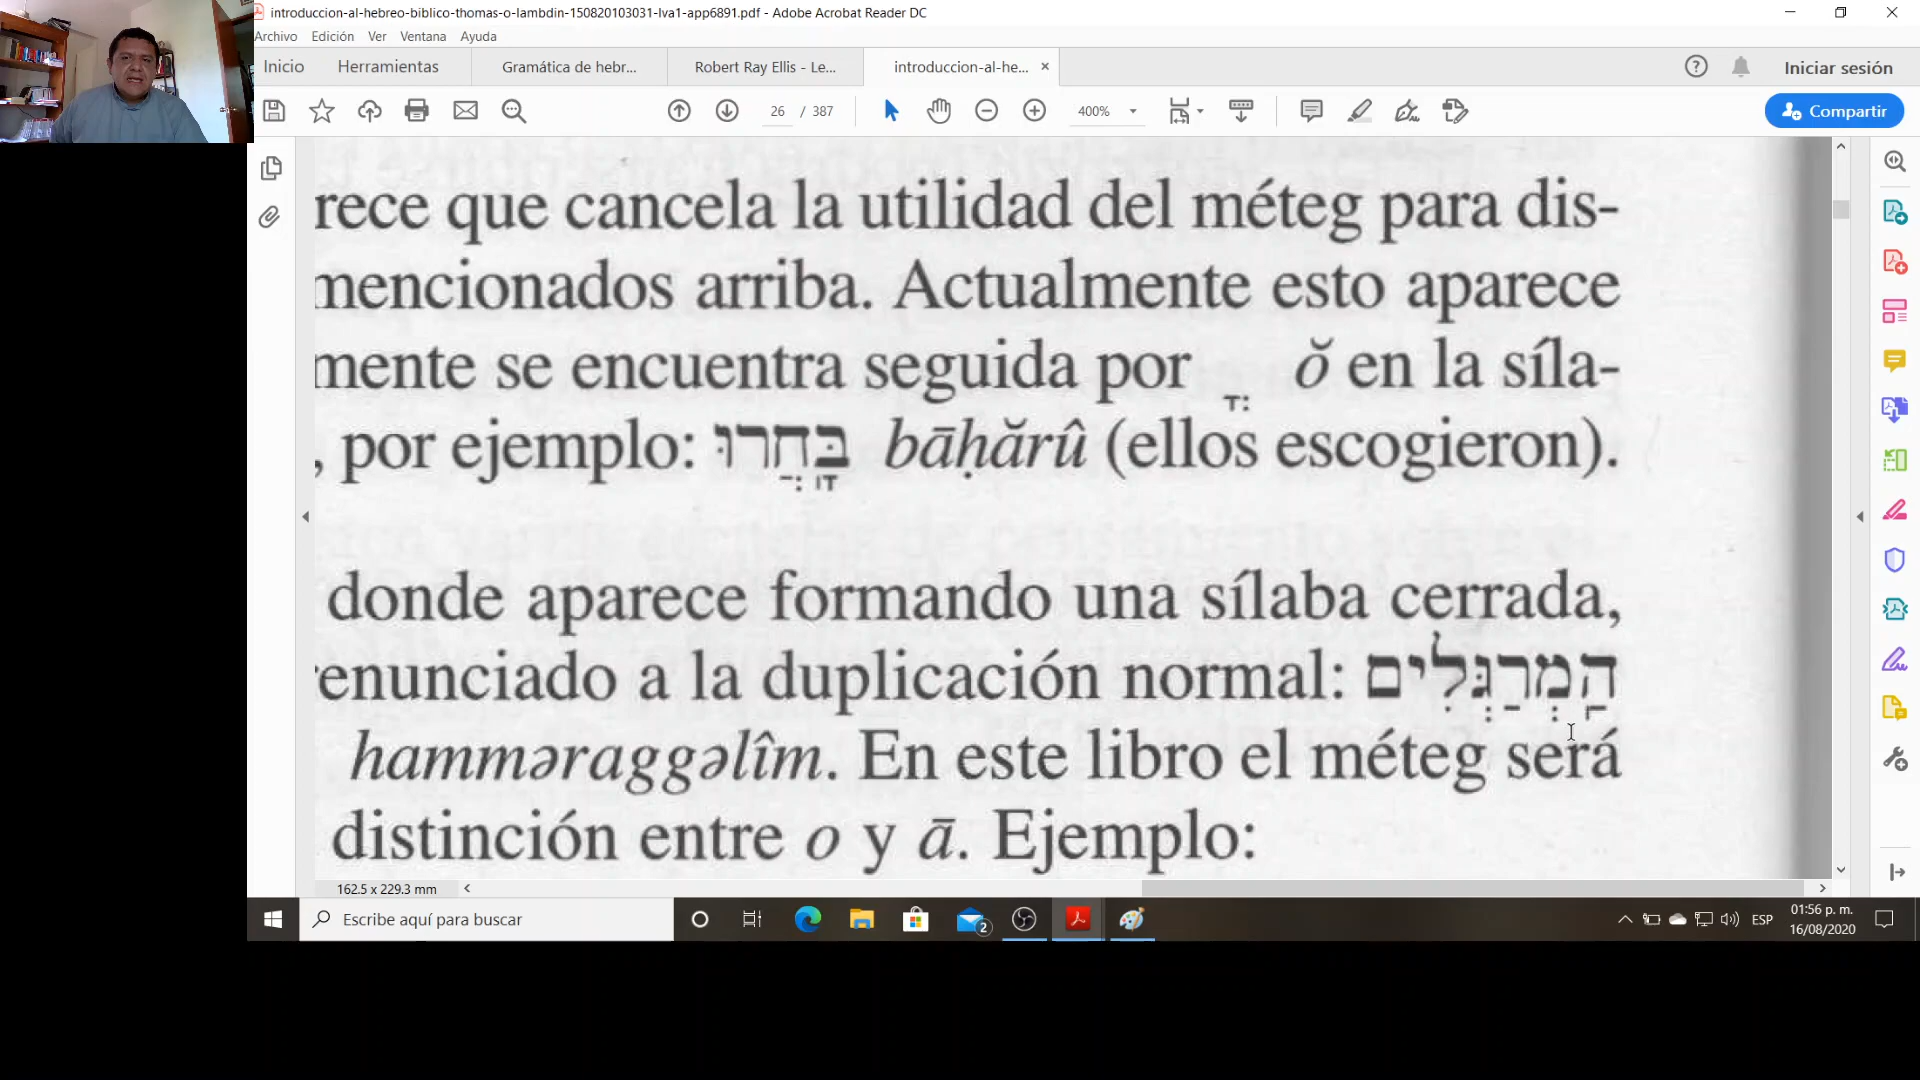 introduccion-al-hebreo-biblico-thomas-o-lambdin-150820103031-lva1-app6891.pdf - Adobe Acrobat Reader DC
Archivo Edición Ver Ventana Ayuda
Inicio Herramientas Gramática de hebr... Robert Ray Ellis - Le... introduccion-al-he... × Iniciar sesión
26 / 387 400% Compartir
rece que cancela la utilidad del méteg para dis-
mencionados arriba. Actualmente esto aparece
mente se encuentra seguida por ֳ ŏ en la síla-
, por ejemplo: בָּֽחֲרוּ bāḥărû (ellos escogieron).
donde aparece formando una sílaba cerrada,
renunciado a la duplicación normal: הַֽמְרַגְּלִים
hamməraggəlîm. En este libro el méteg será
distinción entre o y ā. Ejemplo:
162.5 x 229.3 mm
Escribe aquí para buscar 2 ESP 01:56 p. m.
16/08/2020